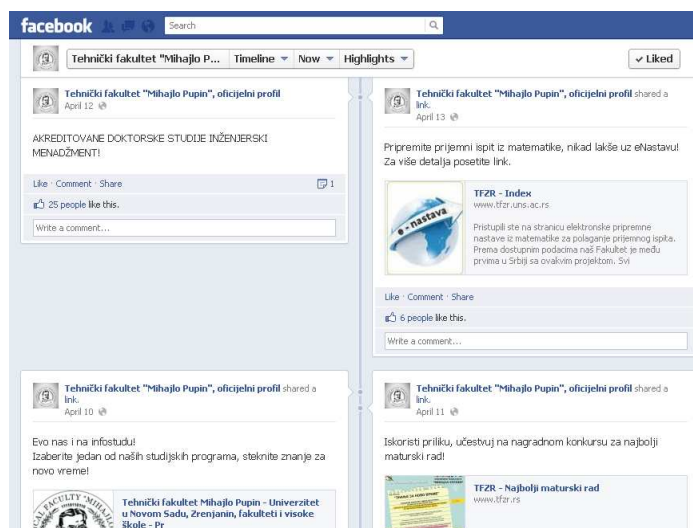 facebook
Search
Tehnički fakultet "Mihajlo P...
Timeline
Now
Highlights
✓ Liked
Tehnički fakultet "Mihajlo Pupin", oficijelni profil
April 12
AKREDITOVANE DOKTORSKE STUDIJE INŽENJERSKI
MENADŽMENT!
Like · Comment · Share
1
25 people like this.
Write a comment...
Tehnički fakultet "Mihajlo Pupin", oficijelni profil shared a
link.
April 13
Pripremite prijemni ispit iz matematike, nikad lakše uz eNastavu!
Za više detalja posetite link.
e - nastava
TFZR - Index
www.tfzr.uns.ac.rs
Pristupili ste na stranicu elektronske pripremne
nastave iz matematike za polaganje prijemnog ispita.
Prema dostupnim podacima naš Fakultet je među
prvima u Srbiji sa ovakvim projektom. Svi
Like · Comment · Share
6 people like this.
Write a comment...
Tehnički fakultet "Mihajlo Pupin", oficijelni profil shared a
link.
April 10
Evo nas i na infostudu!
Izaberite jedan od naših studijskih programa, steknite znanje za
novo vreme!
Tehnički fakultet Mihajlo Pupin - Univerzitet
u Novom Sadu, Zrenjanin, fakulteti i visoke
škole - Pr
Tehnički fakultet "Mihajlo Pupin", oficijelni profil shared a
link.
April 11
Iskoristi priliku, učestvuj na nagradnom konkursu za najbolji
maturski rad!
TFZR - Najbolji maturski rad
www.tfzr.rs